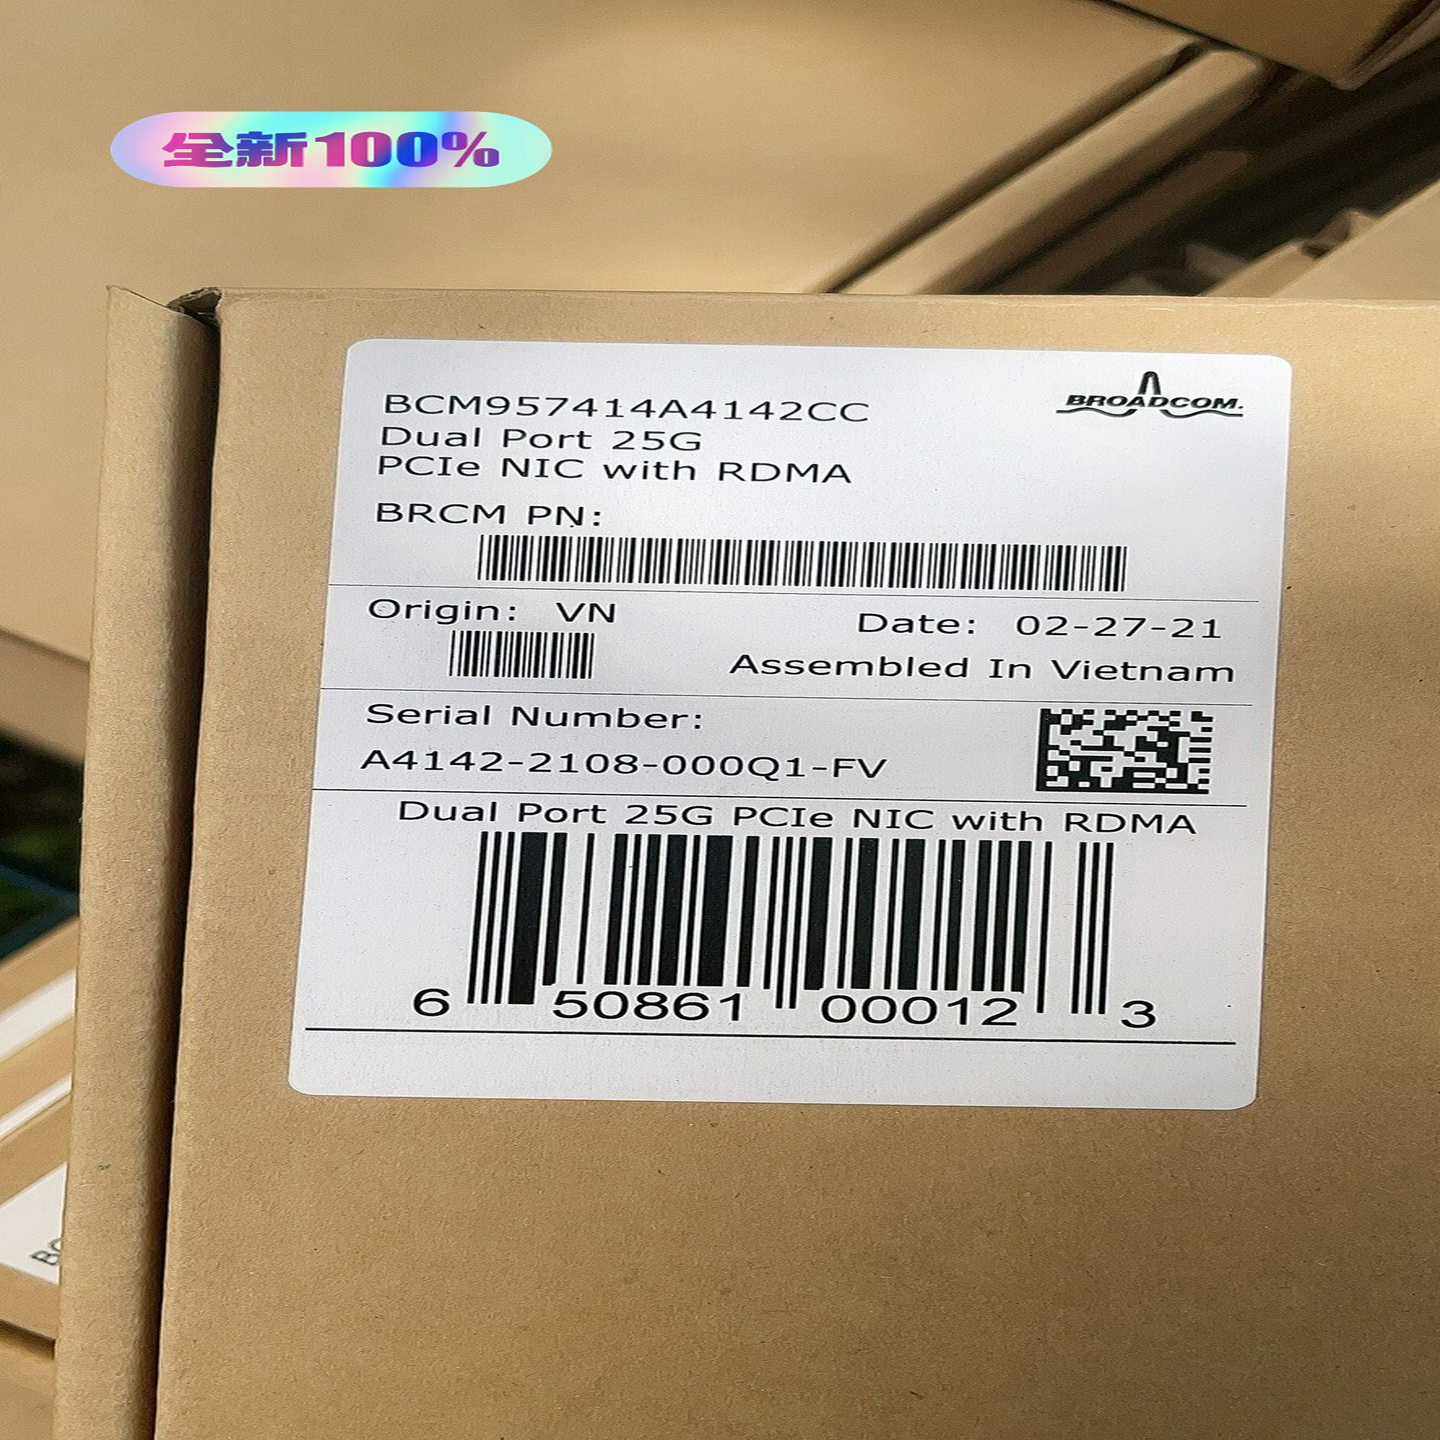 全新100%
BROADCOM.
BCM957414A4142CC
Dual Port 25G
PCIe NIC with RDMA
BRCM PN:
Origin: VN
Date: 02-27-21
Assembled In Vietnam
Serial Number:
A4142-2108-000Q1-FV
Dual Port 25G PCIe NIC with RDMA
6 50861 00012 3
BC